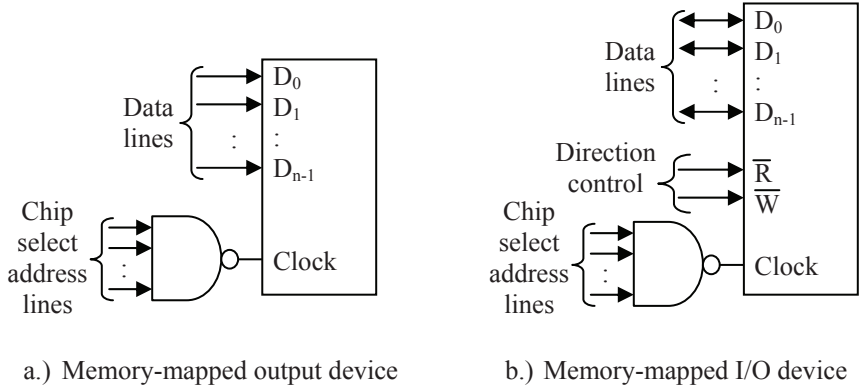 Data
lines
D₀
D₁
:
:
Dₙ₋₁
Chip
select
address
lines
:
Clock
a.) Memory-mapped output device
Data
lines
D₀
D₁
:
:
Dₙ₋₁
Direction
control
R̅
W̅
Chip
select
address
lines
:
Clock
b.) Memory-mapped I/O device